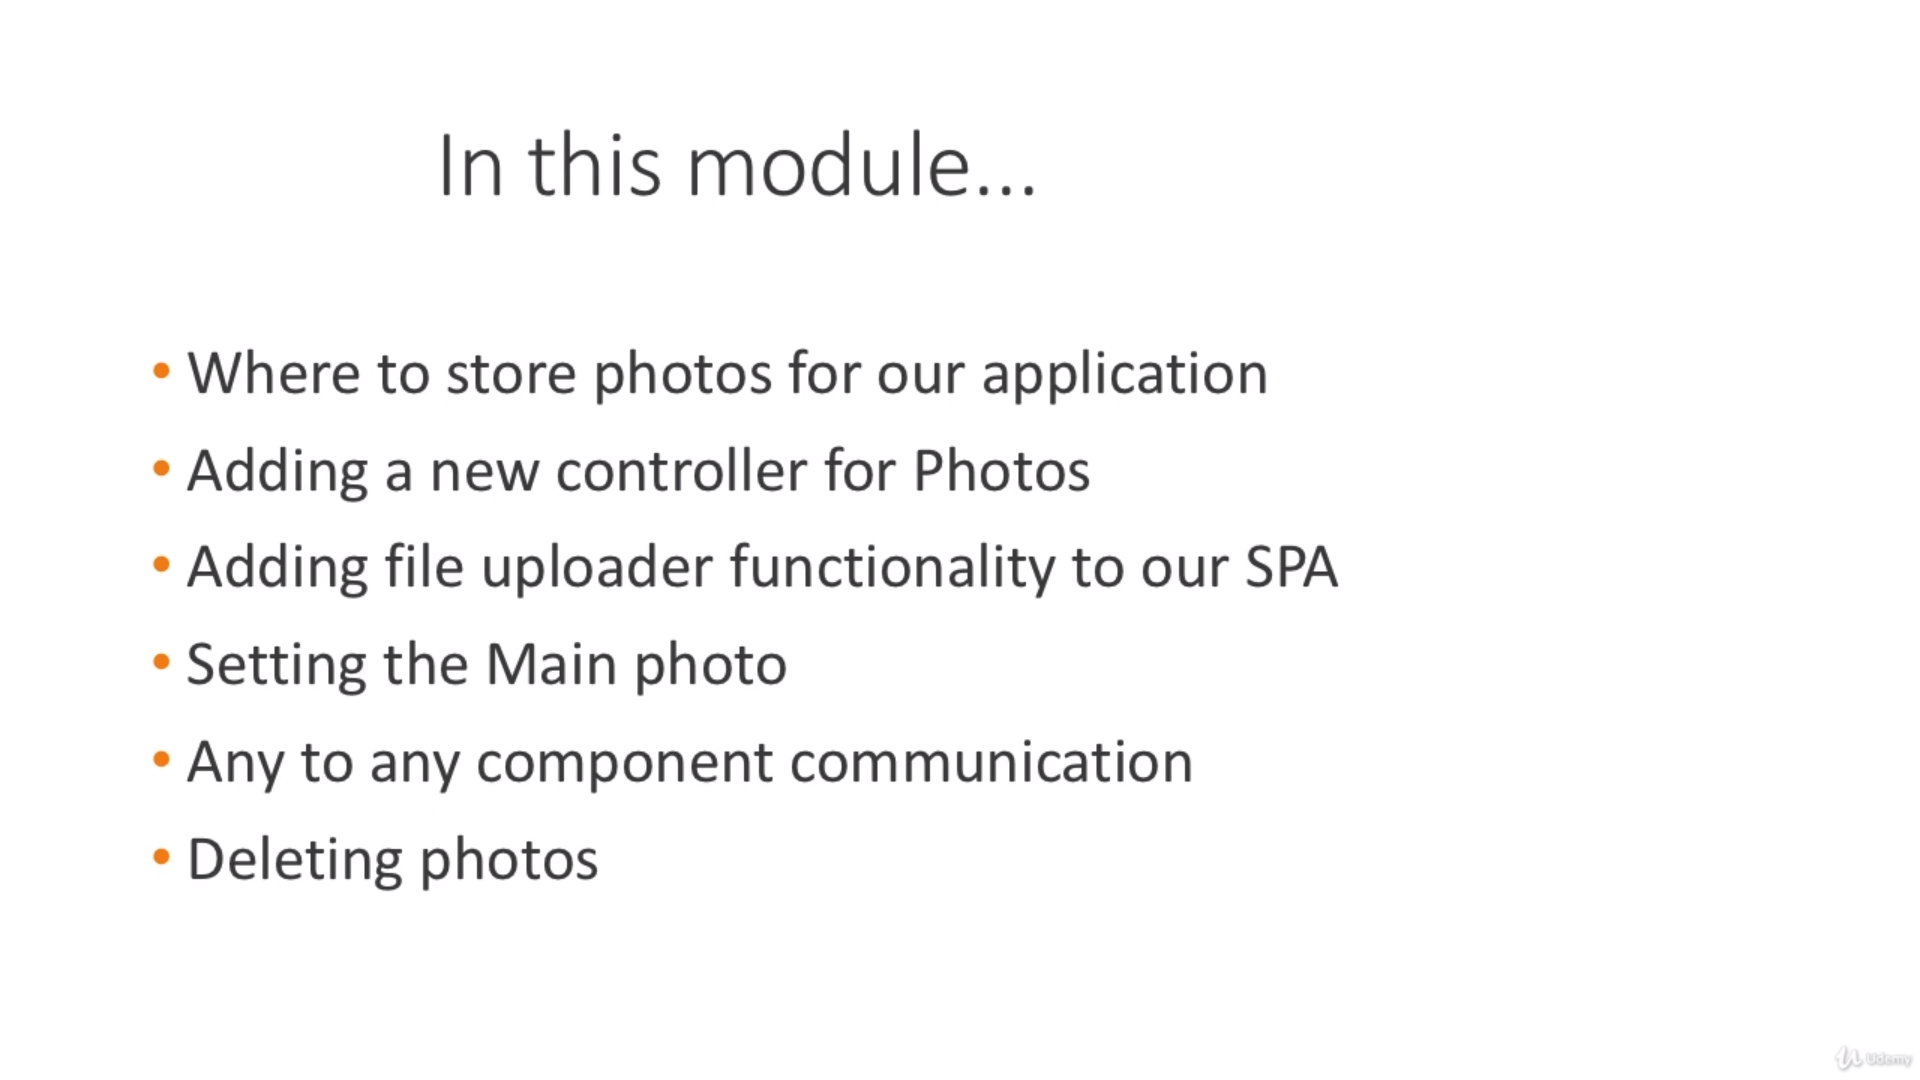 In this module...
• Where to store photos for our application
• Adding a new controller for Photos
• Adding file uploader functionality to our SPA
• Setting the Main photo
• Any to any component communication
• Deleting photos
Udemy